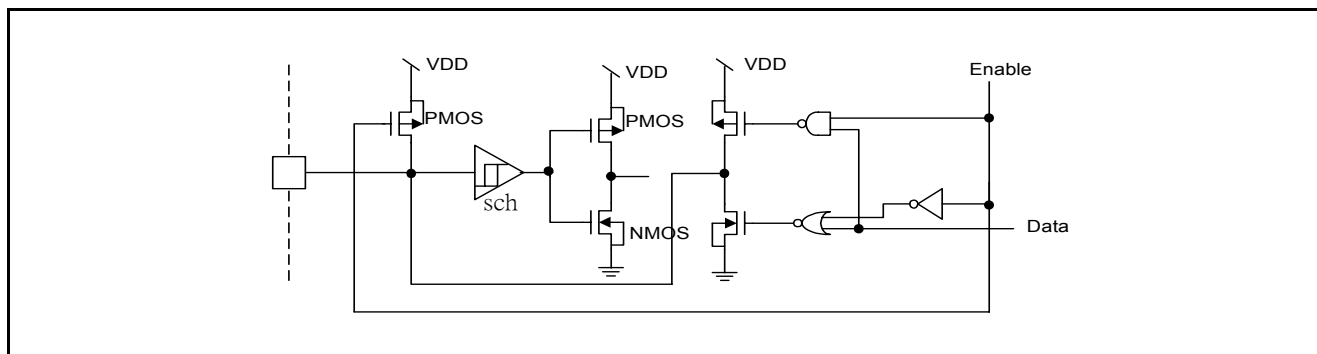 VDD
VDD
VDD
Enable
PMOS
PMOS
sch
NMOS
Data